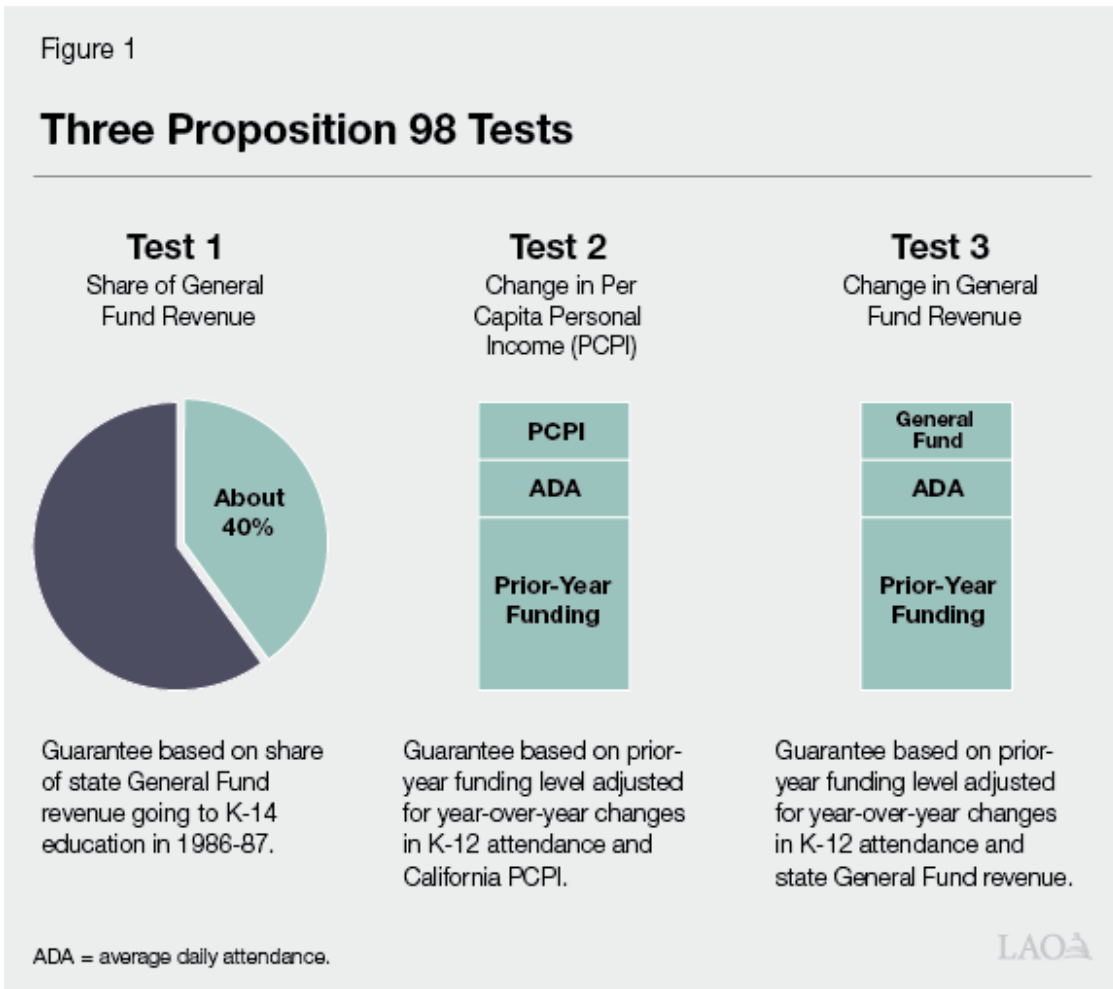 Figure 1
Three Proposition 98 Tests
Test 1
Share of General
Fund Revenue
About
40%
Guarantee based on share
of state General Fund
revenue going to K-14
education in 1986-87.
Test 2
Change in Per
Capita Personal
Income (PCPI)
PCPI
ADA
Prior-Year
Funding
Guarantee based on prior-
year funding level adjusted
for year-over-year changes
in K-12 attendance and
California PCPI.
Test 3
Change in General
Fund Revenue
General
Fund
ADA
Prior-Year
Funding
Guarantee based on prior-
year funding level adjusted
for year-over-year changes
in K-12 attendance and
state General Fund revenue.
ADA = average daily attendance.
LAO